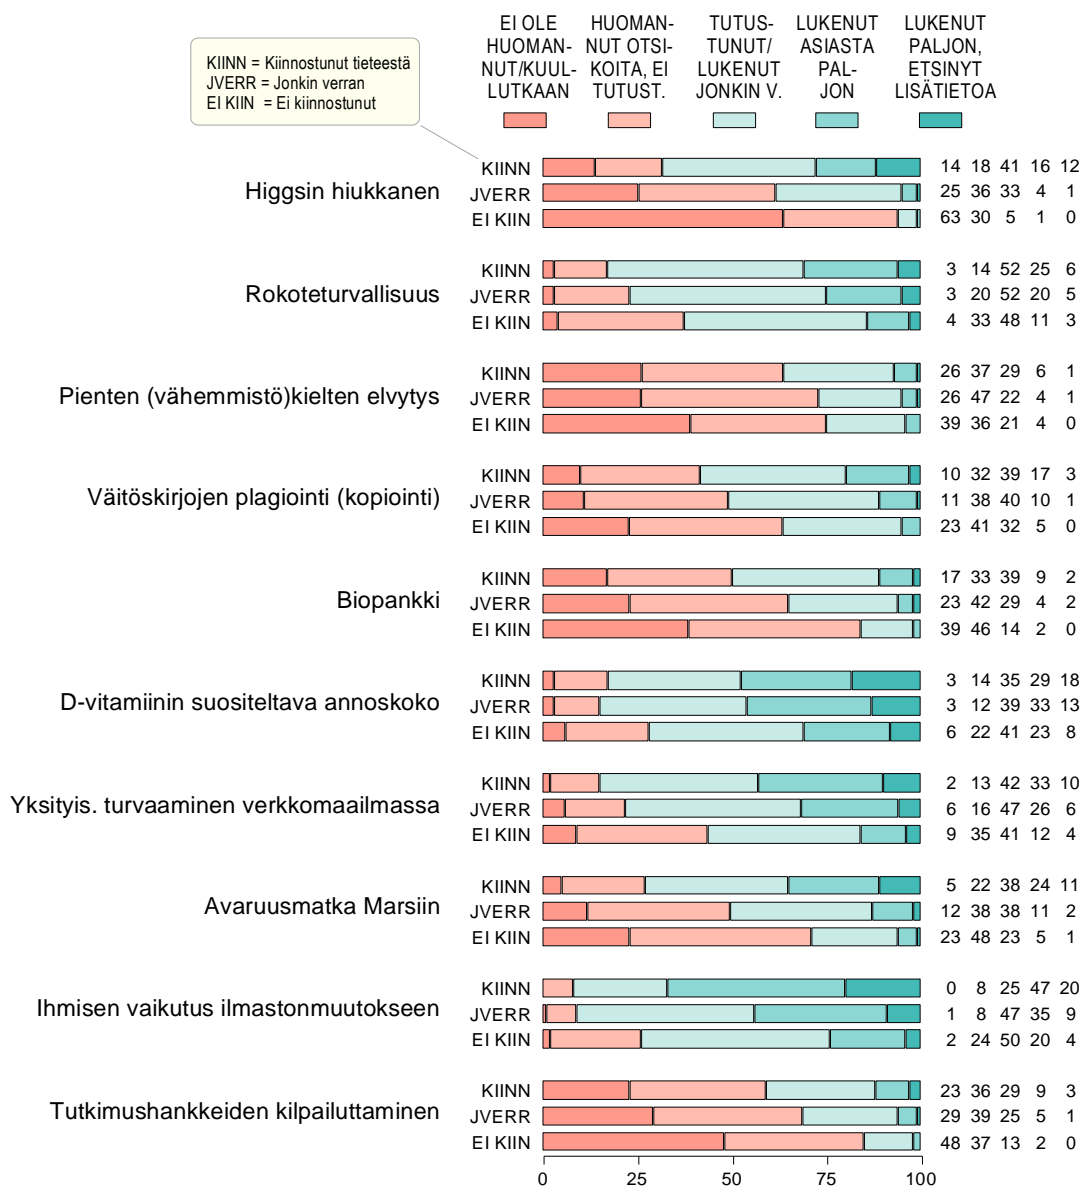 EI OLE
HUOMAN-
NUT/KUUL-
LUTKAAN
HUOMAN-
NUT OTSI-
KOITA, EI
TUTUST.
TUTUS-
TUNUT/
LUKENUT
JONKIN V.
LUKENUT
ASIASTA
PAL-
JON
LUKENUT
PALJON,
ETSINYT
LISÄTIETOA
KIINN = Kiinnostunut tieteestä
JVERR = Jonkin verran
EI KIIN = Ei kiinnostunut
Higgsin hiukkanen
KIINN 14 18 41 16 12
JVERR 25 36 33 4 1
EI KIIN 63 30 5 1 0
Rokoteturvallisuus
KIINN 3 14 52 25 6
JVERR 3 20 52 20 5
EI KIIN 4 33 48 11 3
Pienten (vähemmistö)kielten elvytys
KIINN 26 37 29 6 1
JVERR 26 47 22 4 1
EI KIIN 39 36 21 4 0
Väitöskirjojen plagiointi (kopiointi)
KIINN 10 32 39 17 3
JVERR 11 38 40 10 1
EI KIIN 23 41 32 5 0
Biopankki
KIINN 17 33 39 9 2
JVERR 23 42 29 4 2
EI KIIN 39 46 14 2 0
D-vitamiinin suositeltava annoskoko
KIINN 3 14 35 29 18
JVERR 3 12 39 33 13
EI KIIN 6 22 41 23 8
Yksityis. turvaaminen verkkomaailmassa
KIINN 2 13 42 33 10
JVERR 6 16 47 26 6
EI KIIN 9 35 41 12 4
Avaruusmatka Marsiin
KIINN 5 22 38 24 11
JVERR 12 38 38 11 2
EI KIIN 23 48 23 5 1
Ihmisen vaikutus ilmastonmuutokseen
KIINN 0 8 25 47 20
JVERR 1 8 47 35 9
EI KIIN 2 24 50 20 4
Tutkimushankkeiden kilpailuttaminen
KIINN 23 36 29 9 3
JVERR 29 39 25 5 1
EI KIIN 48 37 13 2 0
0 25 50 75 100